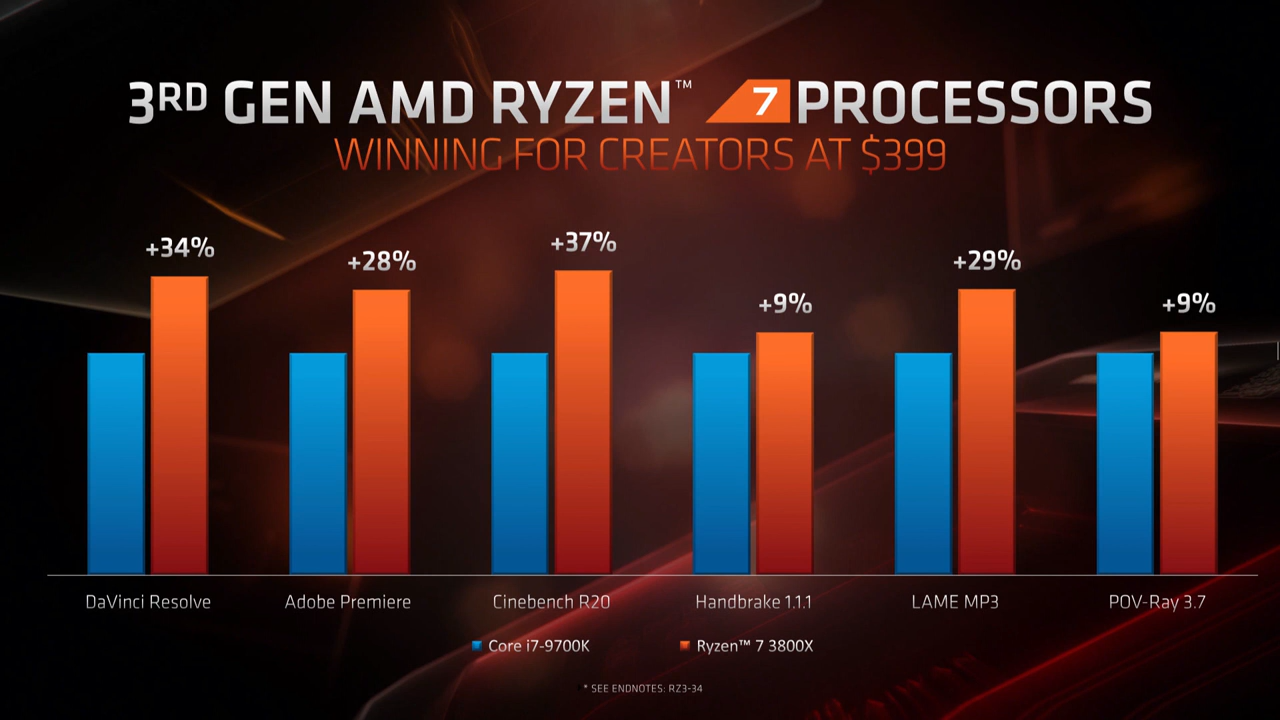 3RD GEN AMD RYZEN™ 7 PROCESSORS
WINNING FOR CREATORS AT $399
+34%
+28%
+37%
+9%
+29%
+9%
DaVinci Resolve
Adobe Premiere
Cinebench R20
Handbrake 1.1.1
LAME MP3
POV-Ray 3.7
Core i7-9700K
Ryzen™ 7 3800X
* SEE ENDNOTES: RZ3-34